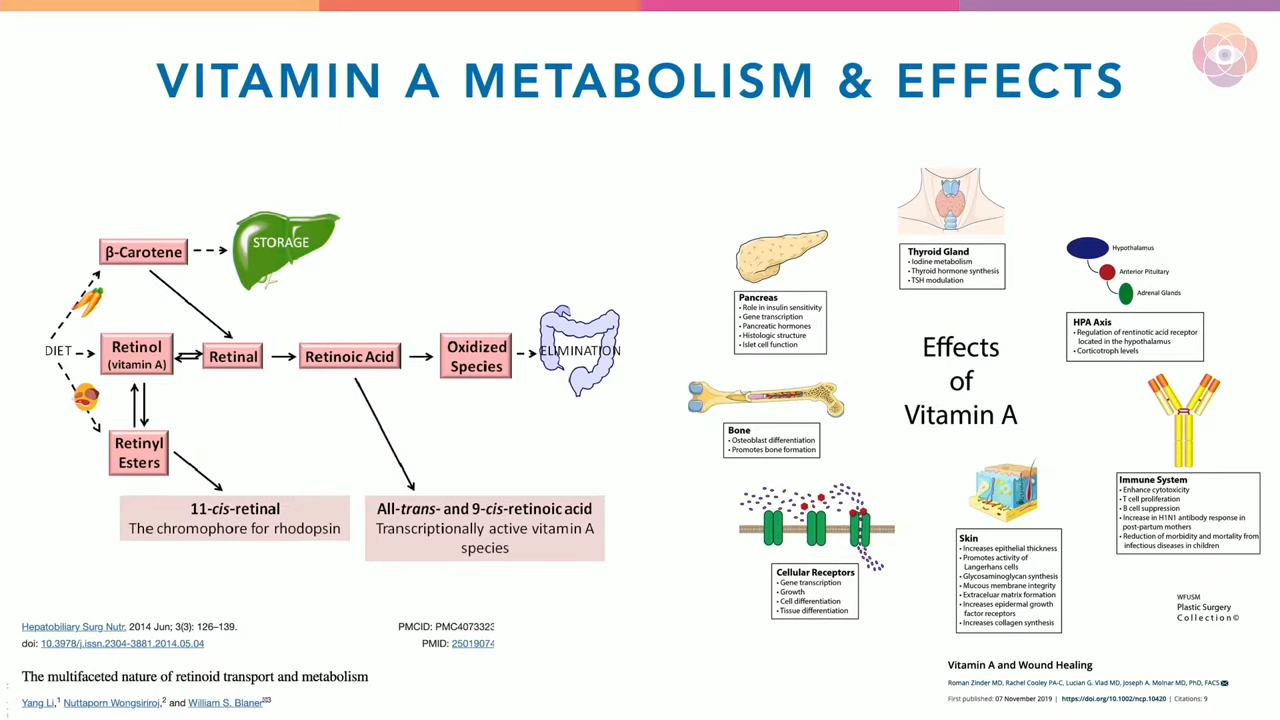 VITAMIN A METABOLISM & EFFECTS
β-Carotene
STORAGE
DIET
Retinol
(vitamin A)
Retinal
Retinoic Acid
Oxidized
Species
ELIMINATION
Retinyl
Esters
11-cis-retinal
The chromophore for rhodopsin
All-trans- and 9-cis-retinoic acid
Transcriptionally active vitamin A
species
Hepatobiliary Surg Nutr. 2014 Jun; 3(3): 126–139.
doi: 10.3978/j.issn.2304-3881.2014.05.04
PMCID: PMC4073323
PMID: 25019074
The multifaceted nature of retinoid transport and metabolism
Yang Li,1 Nuttaporn Wongsiriroj,2 and William S. Blaner✉3
Effects
of
Vitamin A
Thyroid Gland
• Iodine metabolism
• Thyroid hormone synthesis
• TSH modulation
Pancreas
• Role in insulin sensitivity
• Gene transcription
• Pancreatic hormones
• Histologic structure
• Islet cell function
Hypothalamus
Anterior Pituitary
Adrenal Glands
HPA Axis
• Regulation of rentinotic acid receptor
located in the hypothalamus
• Corticotroph levels
Bone
• Osteoblast differentiation
• Promotes bone formation
Immune System
• Enhance cytotoxicity
• T cell proliferation
• B cell suppression
• Increase in H1N1 antibody response in
post-partum mothers
• Reduction of morbidity and mortality from
infectious diseases in children
Cellular Receptors
• Gene transcription
• Growth
• Cell differentiation
• Tissue differentiation
Skin
• Increases epithelial thickness
• Promotes activity of
Langerhans cells
• Glycosaminoglycan synthesis
• Mucous membrane integrity
• Extraceluar matrix formation
• Increases epidermal growth
factor receptors
• Increases collagen synthesis
WFUSM
Plastic Surgery
Collection©
Vitamin A and Wound Healing
Roman Zinder MD, Rachel Cooley PA-C, Lucian G. Vlad MD, Joseph A. Molnar MD, PhD, FACS✉
First published: 07 November 2019 | https://doi.org/10.1002/ncp.10420 | Citations: 9